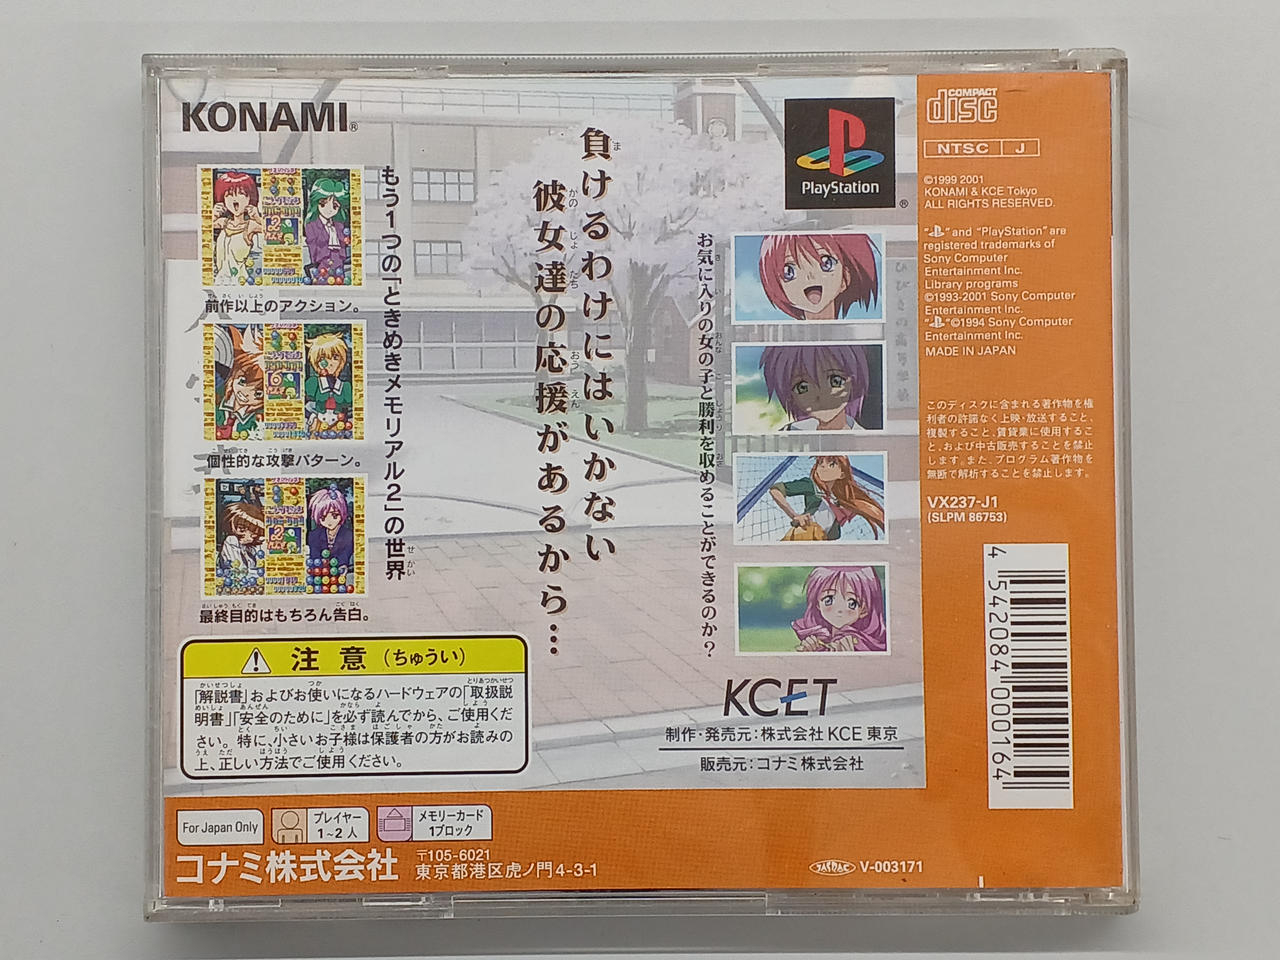 KONAMI®
前作以上のアクション。
個性的な攻撃パターン。
最終目的はもちろん告白。
もう1つの「ときめきメモリアル2」の世界
負けるわけにはいかない
彼女達の応援があるから…
お気に入りの女の子と勝利を収めることができるのか?
PlayStation
®
注意(ちゅうい)
「解説書」およびお使いになるハードウェアの「取扱説
明書」「安全のために」を必ず読んでから、ご使用くだ
さい。特に、小さいお子様は保護者の方がお読みの
上、正しい方法でご使用ください。
KCET
制作・発売元:株式会社KCE東京
販売元:コナミ株式会社
For Japan Only
プレイヤー
1~2人
メモリーカード
1ブロック
コナミ株式会社
〒105-6021
東京都港区虎ノ門4-3-1
COMPACT
disc
NTSC J
©1999 2001
KONAMI & KCE Tokyo
ALL RIGHTS RESERVED.
" " and "PlayStation" are
registered trademarks of
Sony Computer
Entertainment Inc.
Library programs
©1993-2001 Sony Computer
Entertainment Inc.
" " ©1994 Sony Computer
Entertainment Inc.
MADE IN JAPAN
このディスクに含まれる著作物を権
利者の許諾なく上映・放送すること、
複製すること、賃貸業に使用するこ
と、および中古販売することを禁止
します。また、プログラム著作物を
無断で解析することを禁止します。
VX237-J1
(SLPM 86753)
4 542084 000164
JASRAC
V-003171